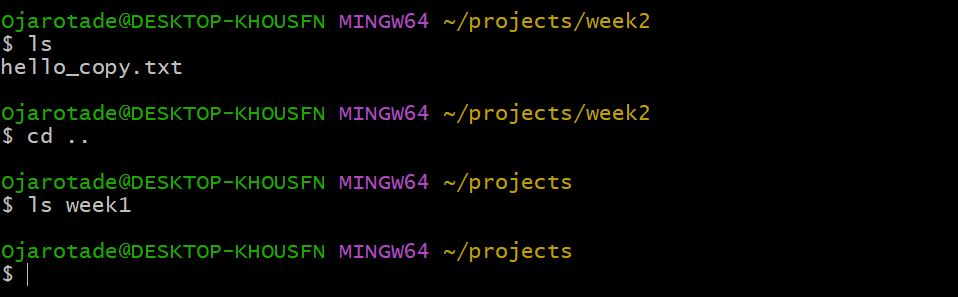 Ojarotade@DESKTOP-KHOUSFN MINGW64 ~/projects/week2
$ ls
hello_copy.txt
Ojarotade@DESKTOP-KHOUSFN MINGW64 ~/projects/week2
$ cd ..
Ojarotade@DESKTOP-KHOUSFN MINGW64 ~/projects
$ ls week1
Ojarotade@DESKTOP-KHOUSFN MINGW64 ~/projects
$